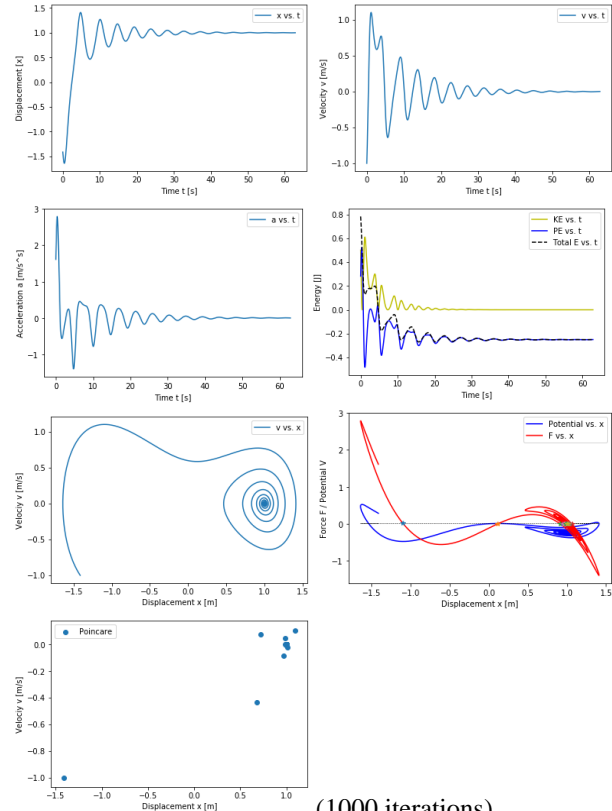 x vs. t
Displacement [x]
1.5
1.0
0.5
0.0
−0.5
−1.0
−1.5
0 10 20 30 40 50 60
Time t [s]
v vs. t
Velocity v [m/s]
1.0
0.5
0.0
−0.5
−1.0
0 10 20 30 40 50 60
Time t [s]
a vs. t
Acceleration a [m/s^s]
3
2
1
0
−1
0 10 20 30 40 50 60
Time t [s]
KE vs. t
PE vs. t
Total E vs. t
Energy [J]
0.8
0.6
0.4
0.2
0.0
−0.2
−0.4
0 10 20 30 40 50 60
Time [s]
v vs. x
Velociy v [m/s]
1.0
0.5
0.0
−0.5
−1.0
−1.5 −1.0 −0.5 0.0 0.5 1.0 1.5
Displacement x [m]
Potential vs. x
F vs. x
Force F / Potential V
3
2
1
0
−1
−1.5 −1.0 −0.5 0.0 0.5 1.0 1.5
Displacement x [m]
Poincare
Velociy v [m/s]
0.0
−0.2
−0.4
−0.6
−0.8
−1.0
−1.5 −1.0 −0.5 0.0 0.5 1.0
Displacement x [m]
(1000 iterations)